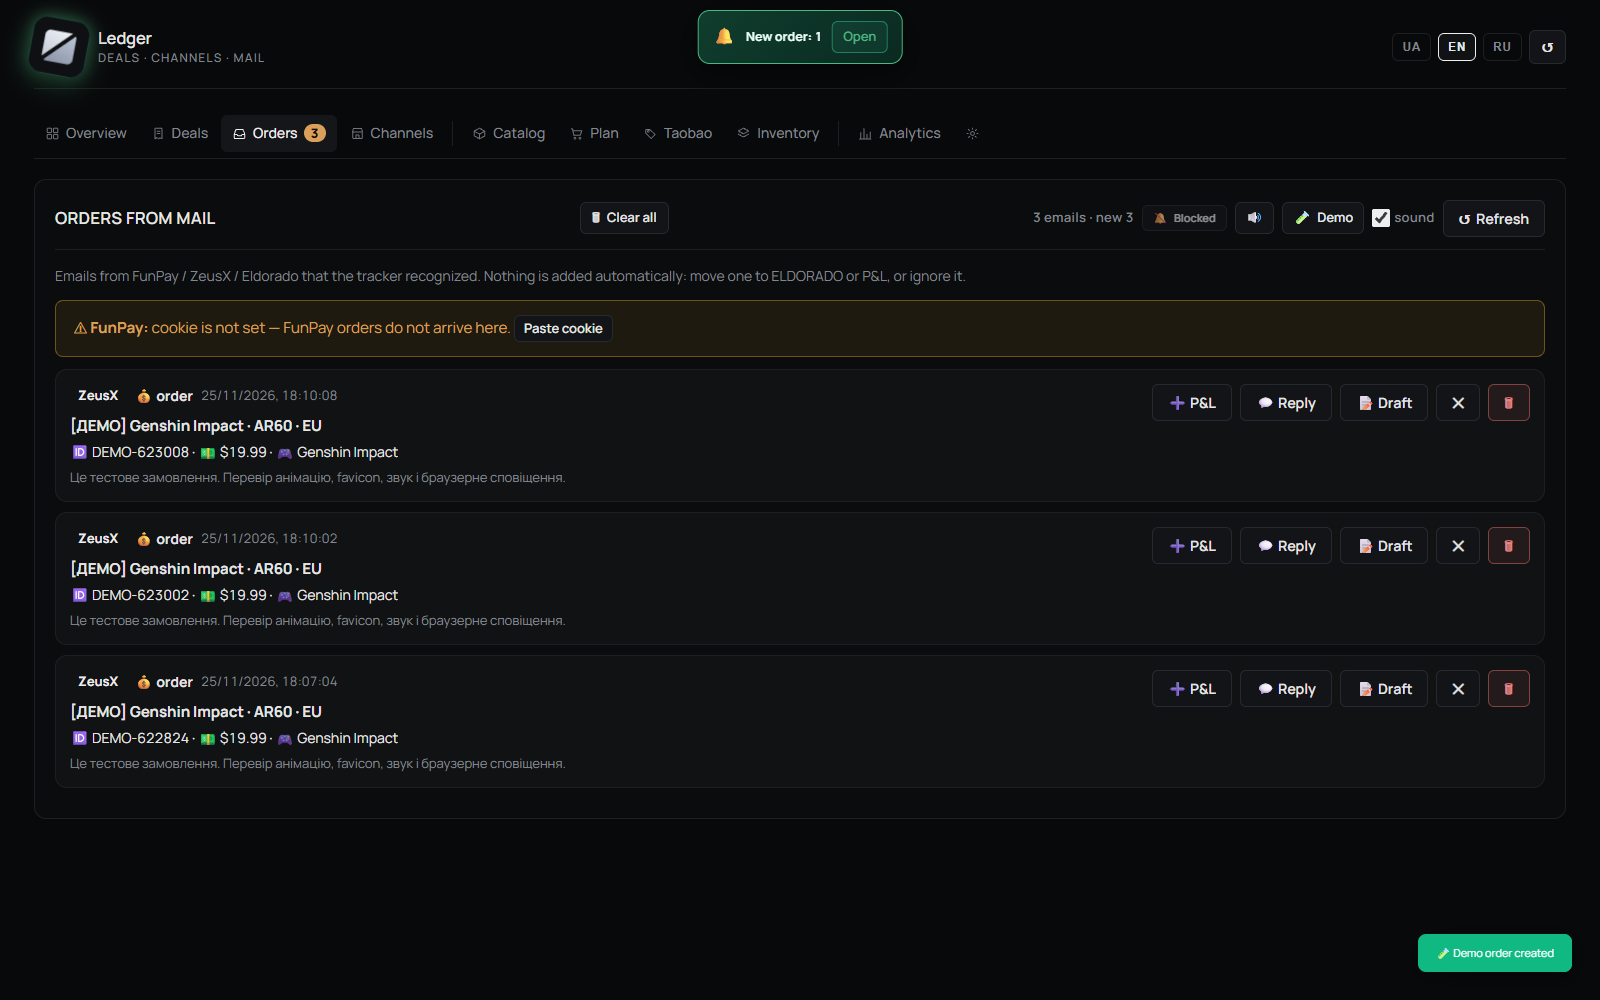 Ledger
DEALS · CHANNELS · MAIL
New order: 1 Open
UA EN RU
Overview Deals Orders 3 Channels Catalog Plan Taobao Inventory Analytics
ORDERS FROM MAIL
Clear all
3 emails · new 3 Blocked Demo sound Refresh
Emails from FunPay / ZeusX / Eldorado that the tracker recognized. Nothing is added automatically: move one to ELDORADO or P&L, or ignore it.
FunPay: cookie is not set — FunPay orders do not arrive here. Paste cookie
ZeusX order 25/11/2026, 18:10:08
P&L Reply Draft
[ДЕМО] Genshin Impact · AR60 · EU
ID DEMO-623008 · $19.99 · Genshin Impact
Це тестове замовлення. Перевір анімацію, favicon, звук і браузерне сповіщення.
ZeusX order 25/11/2026, 18:10:02
P&L Reply Draft
[ДЕМО] Genshin Impact · AR60 · EU
ID DEMO-623002 · $19.99 · Genshin Impact
Це тестове замовлення. Перевір анімацію, favicon, звук і браузерне сповіщення.
ZeusX order 25/11/2026, 18:07:04
P&L Reply Draft
[ДЕМО] Genshin Impact · AR60 · EU
ID DEMO-622824 · $19.99 · Genshin Impact
Це тестове замовлення. Перевір анімацію, favicon, звук і браузерне сповіщення.
Demo order created